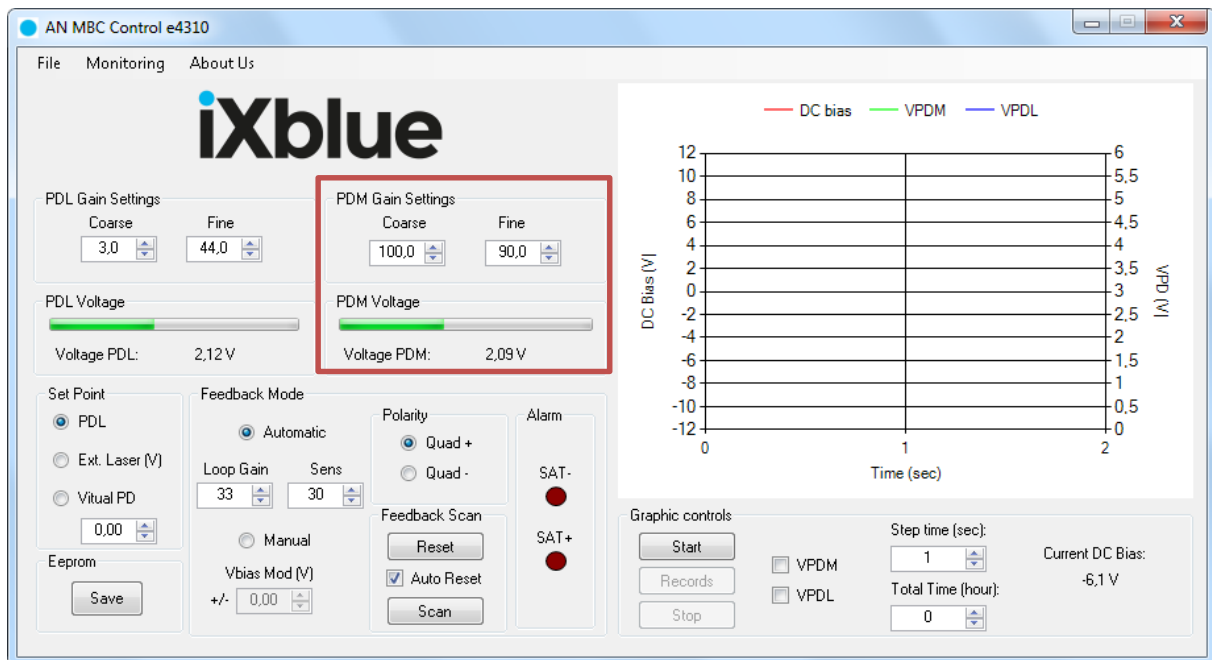 AN MBC Control e4310
File Monitoring About Us
iXblue
PDL Gain Settings
Coarse Fine
3,0 44,0
PDM Gain Settings
Coarse Fine
100,0 90,0
PDL Voltage
Voltage PDL: 2,12 V
PDM Voltage
Voltage PDM: 2,09 V
Set Point
PDL
Ext. Laser (V)
Vitual PD
0,00
Eeprom
Save
Feedback Mode
Automatic
Loop Gain Sens
33 30
Manual
Vbias Mod (V)
+/- 0,00
Polarity
Quad +
Quad -
Feedback Scan
Reset
Auto Reset
Scan
Alarm
SAT-
SAT+
DC bias VPDM VPDL
12
10
8
6
4
2
0
-2
-4
-6
-8
-10
-12
DC Bias (V)
6
5,5
5
4,5
4
3,5
3
2,5
2
1,5
1
0,5
0
VPD (V)
0 1 2
Time (sec)
Graphic controls
Start
Records
Stop
VPDM
VPDL
Step time (sec):
1
Total Time (hour):
0
Current DC Bias:
-6,1 V